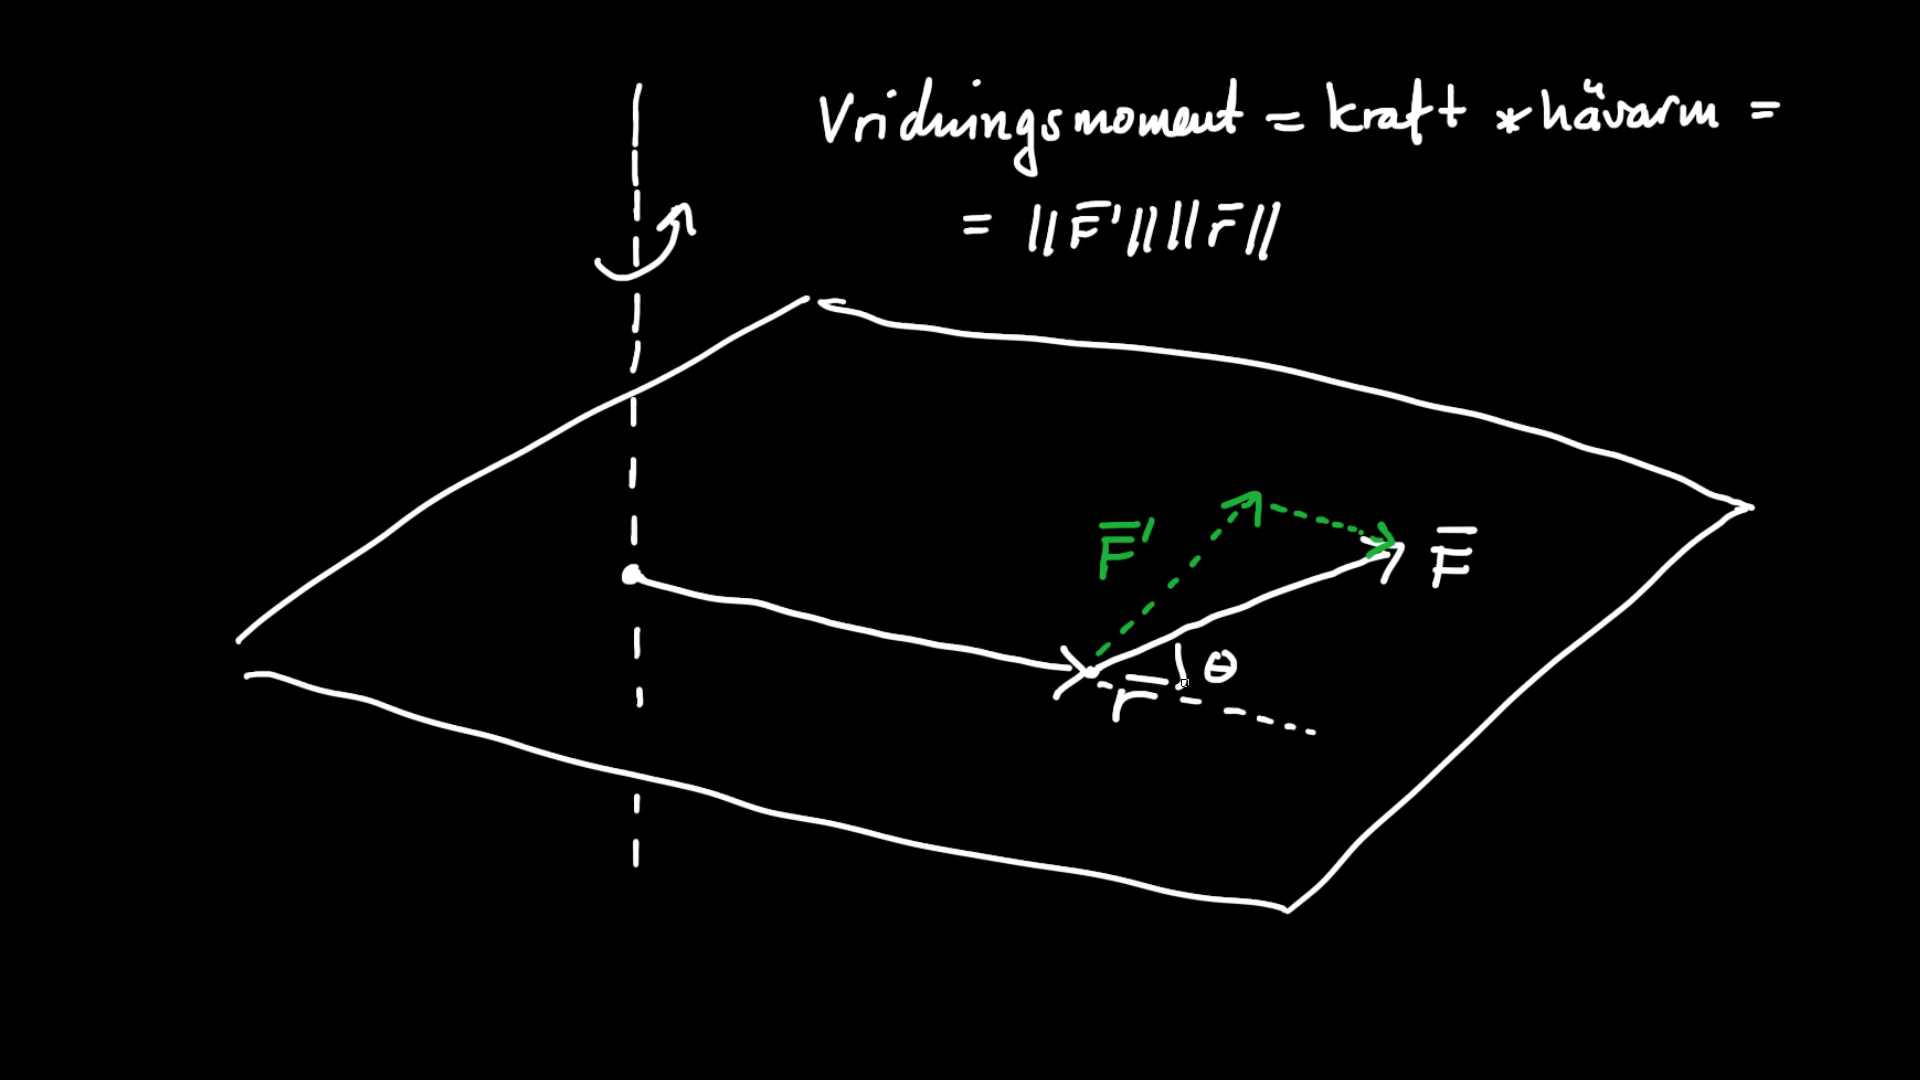 Vridningsmoment = kraft * hävarm =
= ||F̅'|| ||r̅||
F̅'
F̅
θ
r̅